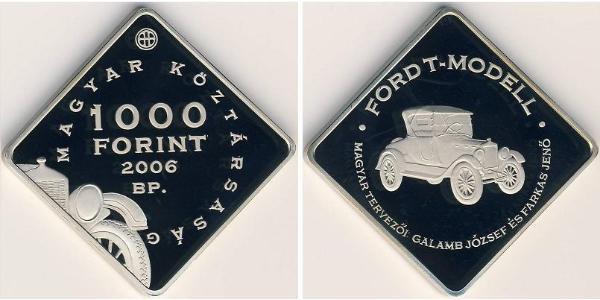 MAGYAR KÖZTÁRSASÁG
1000
FORINT
2006
BP.
· FORD T-MODELL ·
MAGYAR TERVEZŐI: GALAMB JÓZSEF ÉS FARKAS JENŐ